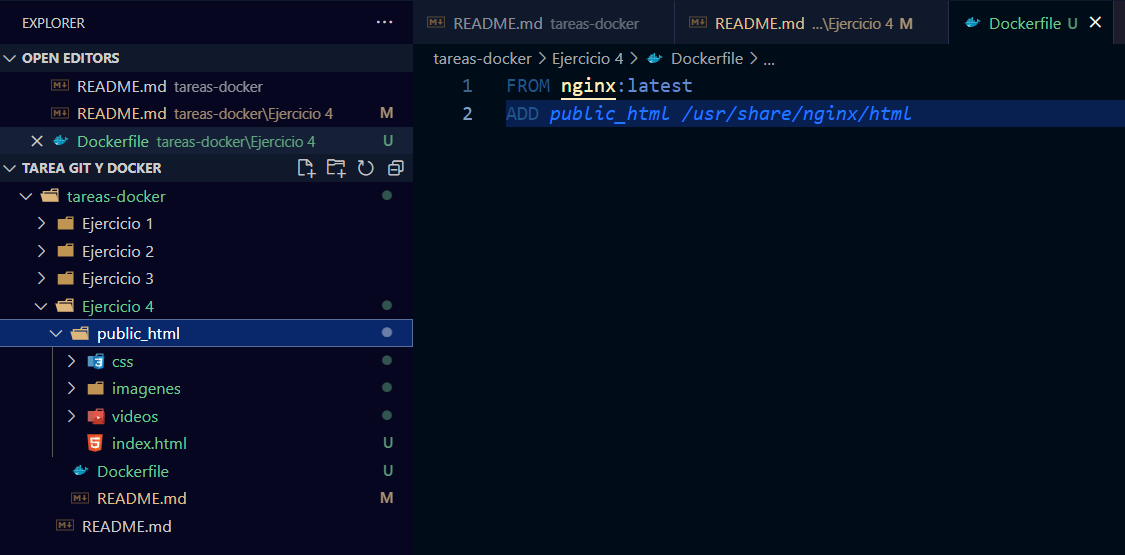 EXPLORER ...
OPEN EDITORS
README.md tareas-docker
README.md tareas-docker\Ejercicio 4 M
Dockerfile tareas-docker\Ejercicio 4 U
TAREA GIT Y DOCKER
tareas-docker
Ejercicio 1
Ejercicio 2
Ejercicio 3
Ejercicio 4
public_html
css
imagenes
videos
index.html U
Dockerfile U
README.md M
README.md
README.md tareas-docker README.md ...\Ejercicio 4 M Dockerfile U
tareas-docker > Ejercicio 4 > Dockerfile > ...
1 FROM nginx:latest
2 ADD public_html /usr/share/nginx/html